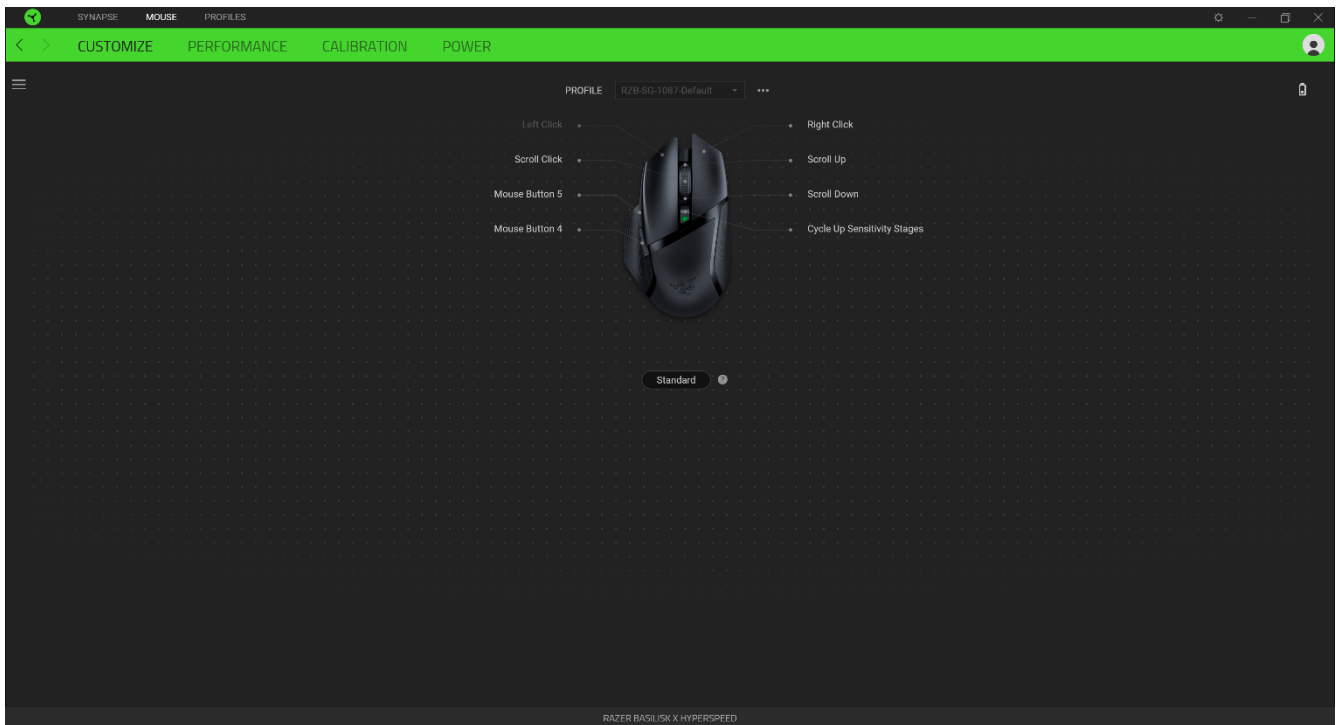 SYNAPSE MOUSE PROFILES
CUSTOMIZE PERFORMANCE CALIBRATION POWER
PROFILE RZB-SG-1087-Default
Left Click Right Click
Scroll Click Scroll Up
Mouse Button 5 Scroll Down
Mouse Button 4 Cycle Up Sensitivity Stages
Standard ?
RAZER BASILISK X HYPERSPEED